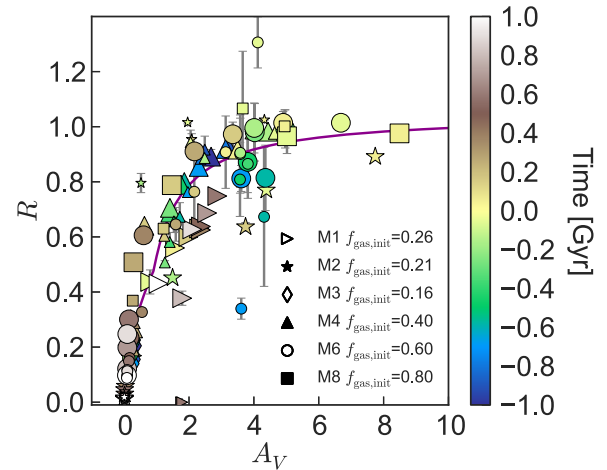 R
1.2
1.0
0.8
0.6
0.4
0.2
0.0
0
2
4
6
8
10
A_V
M1 f_gas,init=0.26
M2 f_gas,init=0.21
M3 f_gas,init=0.16
M4 f_gas,init=0.40
M6 f_gas,init=0.60
M8 f_gas,init=0.80
1.0
0.8
0.6
0.4
0.2
0.0
−0.2
−0.4
−0.6
−0.8
−1.0
Time [Gyr]